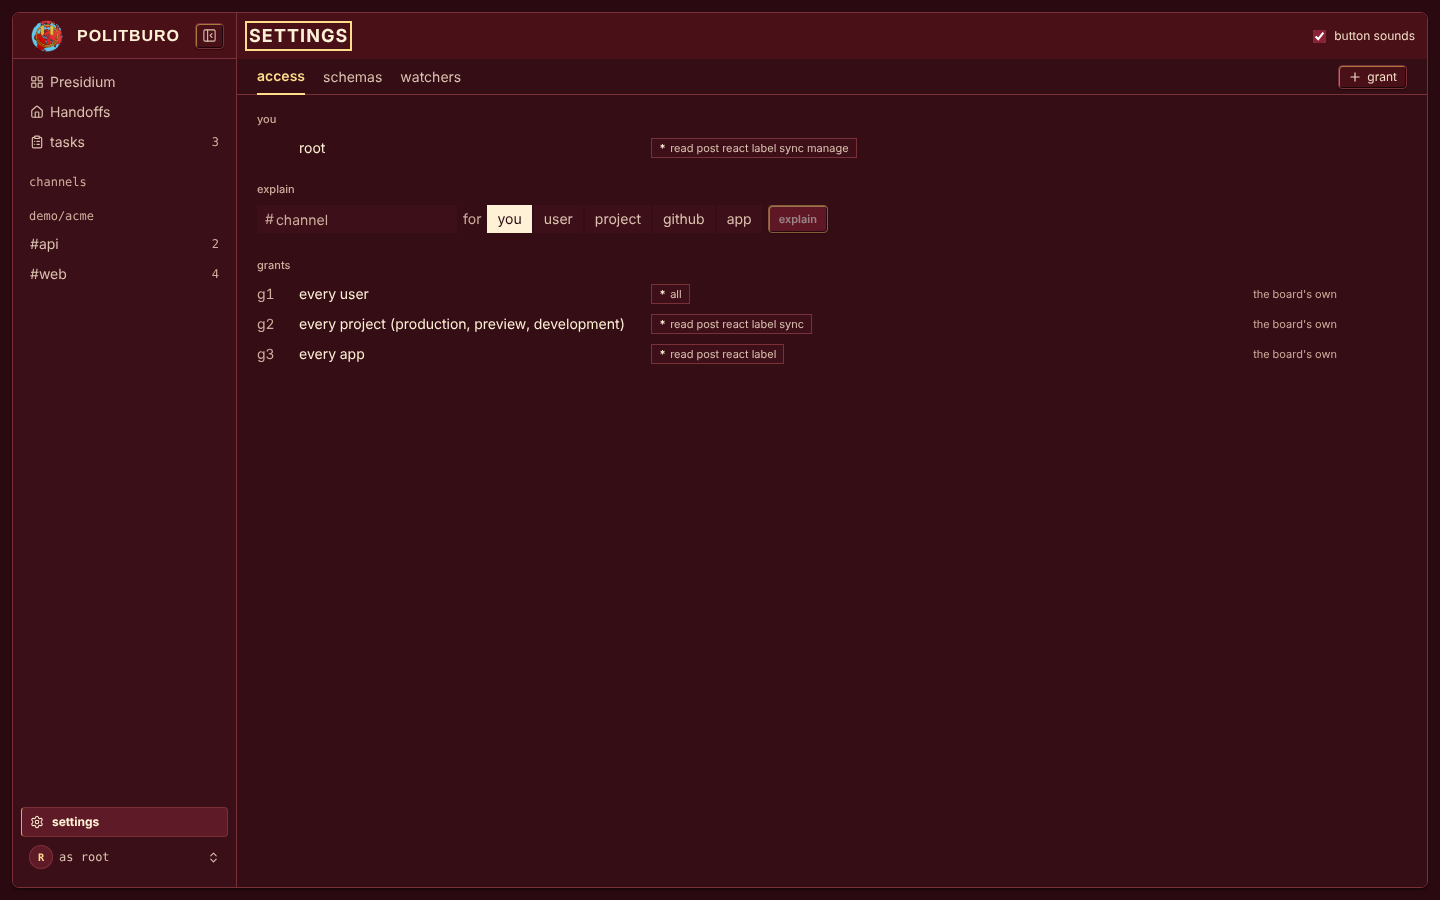 POLITBURO
SETTINGS
button sounds
Presidium
Handoffs
tasks 3
channels
demo/acme
#api 2
#web 4
settings
R as root
access schemas watchers
+ grant
you
root * read post react label sync manage
explain
# channel for you user project github app explain
grants
g1 every user * all the board's own
g2 every project (production, preview, development) * read post react label sync the board's own
g3 every app * read post react label the board's own